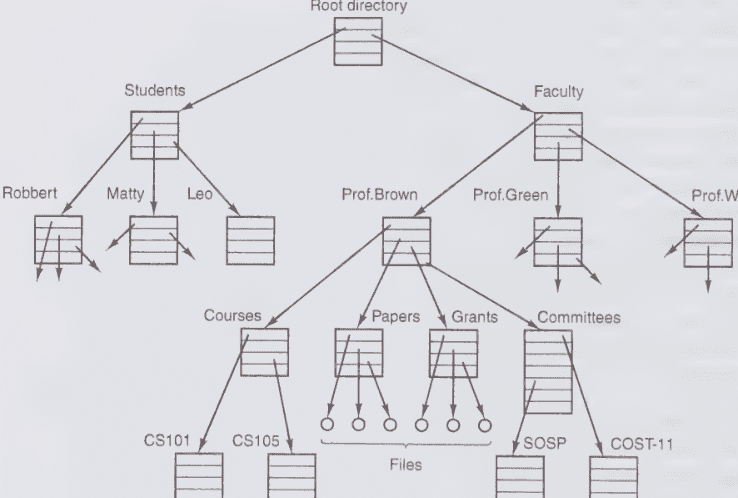 Root directory
Students
Faculty
Robbert
Matty
Leo
Prof.Brown
Prof.Green
Prof.W
Courses
Papers
Grants
Committees
CS101
CS105
Files
SOSP
COST-11